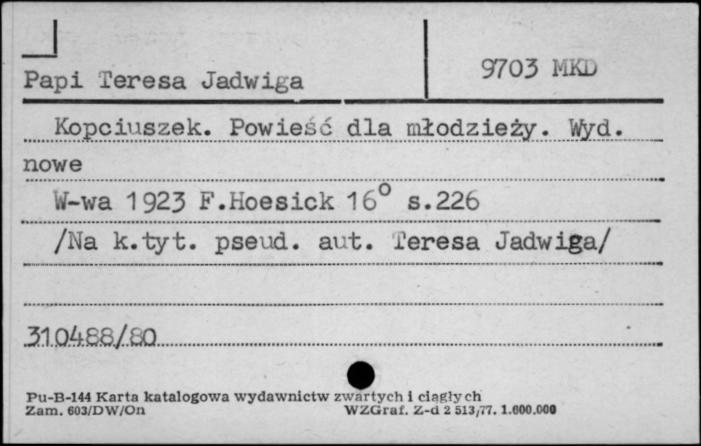 Papi Teresa Jadwiga
9703 MKD
Kopciuszek. Powieść dla młodzieży. Wyd.
nowe
W-wa 1923 F.Hoesick 16° s.226
/Na k.tyt. pseud. aut. Teresa Jadwiga/
310488/80
Pu-B-144 Karta katalogowa wydawnictw zwartych i ciągłych
Zam. 603/DW/On WZGraf. Z-d 2 513/77. 1.600.000